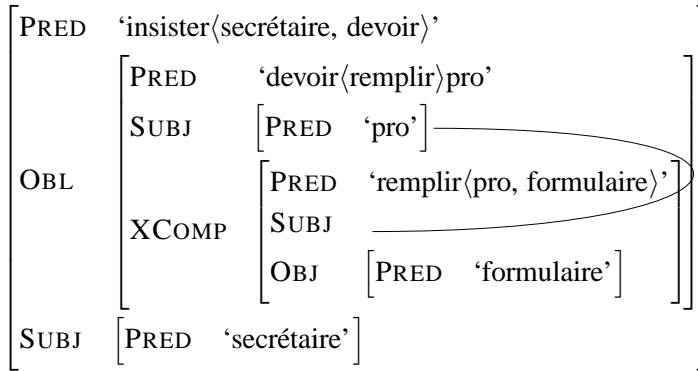 PRED ‘insister⟨secrétaire, devoir⟩’
OBL
PRED ‘devoir⟨remplir⟩pro’
SUBJ [PRED ‘pro’]
XCOMP
PRED ‘remplir⟨pro, formulaire⟩’
SUBJ
OBJ [PRED ‘formulaire’]
SUBJ [PRED ‘secrétaire’]